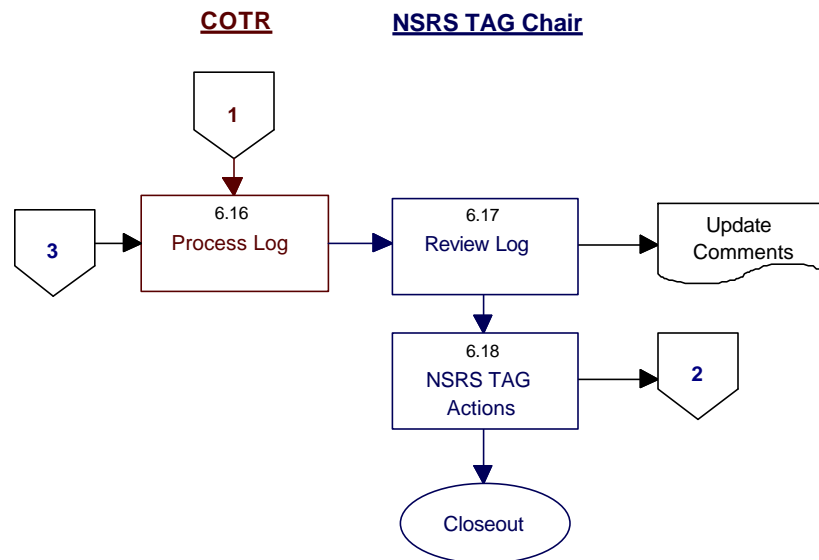 COTR
NSRS TAG Chair
1
3
6.16
Process Log
6.17
Review Log
Update
Comments
6.18
NSRS TAG
Actions
2
Closeout